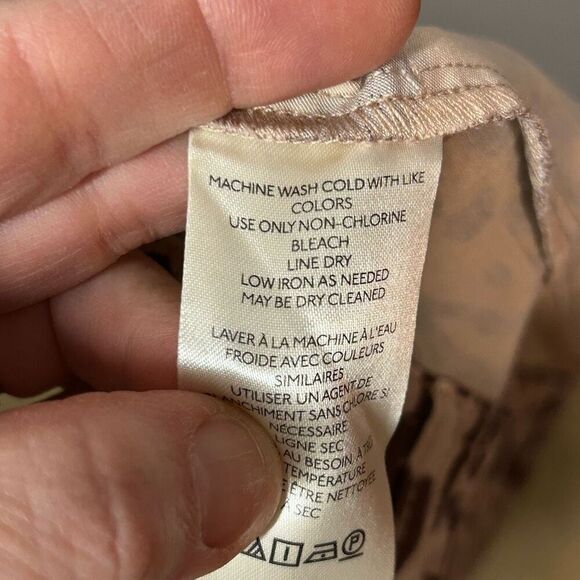 MACHINE WASH COLD WITH LIKE
COLORS
USE ONLY NON-CHLORINE
BLEACH
LINE DRY
LOW IRON AS NEEDED
MAY BE DRY CLEANED
LAVER À LA MACHINE À L'EAU
FROIDE AVEC COULEURS
SIMILAIRES
UTILISER UN AGENT DE
SANS CHLORE SI
NÉCESSAIRE
LIGNE SEC
AU BESOIN À
TEMPÉRATURE
ÊTRE NETTOYÉE
À SEC
P